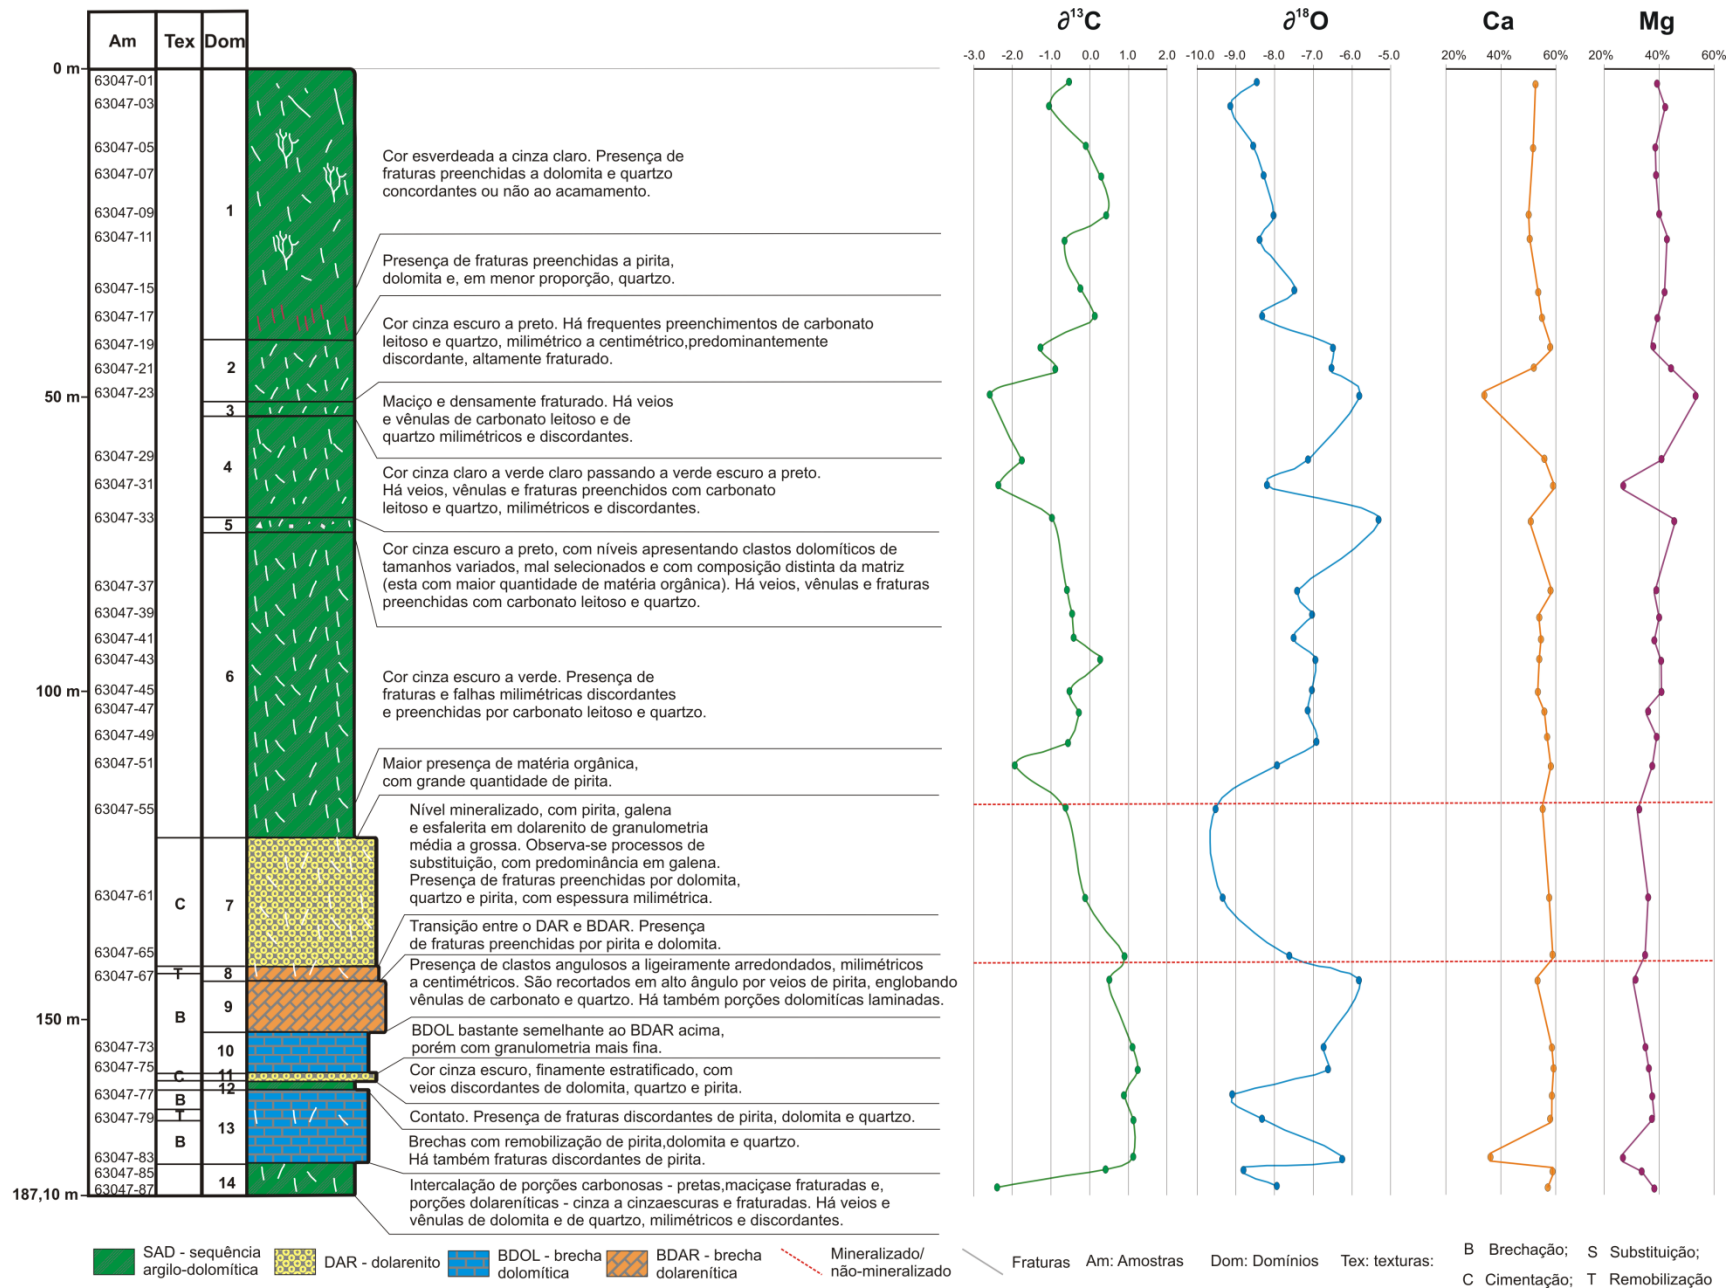 Am Tex Dom
∂¹³C ∂¹⁸O Ca Mg
-3.0 -2.0 -1.0 0.0 1.0 2.0
-10.0 -9.0 -8.0 -7.0 -6.0 -5.0
20% 40% 60%
20% 40% 60%
0 m
50 m
100 m
150 m
187,10 m
63047-01
63047-03
63047-05
63047-07
63047-09
63047-11
63047-15
63047-17
63047-19
63047-21
63047-23
63047-29
63047-31
63047-33
63047-37
63047-39
63047-41
63047-43
63047-45
63047-47
63047-49
63047-51
63047-55
63047-61
63047-65
63047-67
63047-73
63047-75
63047-77
63047-79
63047-83
63047-85
63047-87
C
T
B
C
B
T
B
1
2
3
4
5
6
7
8
9
10
11
12
13
14
Cor esverdeada a cinza claro. Presença de
fraturas preenchidas a dolomita e quartzo
concordantes ou não ao acamamento.
Presença de fraturas preenchidas a pirita,
dolomita e, em menor proporção, quartzo.
Cor cinza escuro a preto. Há frequentes preenchimentos de carbonato
leitoso e quartzo, milimétrico a centimétrico,predominantemente
discordante, altamente fraturado.
Maciço e densamente fraturado. Há veios
e vênulas de carbonato leitoso e de
quartzo milimétricos e discordantes.
Cor cinza claro a verde claro passando a verde escuro a preto.
Há veios, vênulas e fraturas preenchidos com carbonato
leitoso e quartzo, milimétricos e discordantes.
Cor cinza escuro a preto, com níveis apresentando clastos dolomíticos de
tamanhos variados, mal selecionados e com composição distinta da matriz
(esta com maior quantidade de matéria orgânica). Há veios, vênulas e fraturas
preenchidas com carbonato leitoso e quartzo.
Cor cinza escuro a verde. Presença de
fraturas e falhas milimétricas discordantes
e preenchidas por carbonato leitoso e quartzo.
Maior presença de matéria orgânica,
com grande quantidade de pirita.
Nível mineralizado, com pirita, galena
e esfalerita em dolarenito de granulometria
média a grossa. Observa-se processos de
substituição, com predominância em galena.
Presença de fraturas preenchidas por dolomita,
quartzo e pirita, com espessura milimétrica.
Transição entre o DAR e BDAR. Presença
de fraturas preenchidas por pirita e dolomita.
Presença de clastos angulosos a ligeiramente arredondados, milimétricos
a centimétricos. São recortados em alto ângulo por veios de pirita, englobando
vênulas de carbonato e quartzo. Há também porções dolomitícas laminadas.
BDOL bastante semelhante ao BDAR acima,
porém com granulometria mais fina.
Cor cinza escuro, finamente estratificado, com
veios discordantes de dolomita, quartzo e pirita.
Contato. Presença de fraturas discordantes de pirita, dolomita e quartzo.
Brechas com remobilização de pirita,dolomita e quartzo.
Há também fraturas discordantes de pirita.
Intercalação de porções carbonosas - pretas,maciçase fraturadas e,
porções dolareníticas - cinza a cinzaescuras e fraturadas. Há veios e
vênulas de dolomita e de quartzo, milimétricos e discordantes.
SAD - sequência
argilo-dolomítica
DAR - dolarenito
BDOL - brecha
dolomítica
BDAR - brecha
dolarenítica
Mineralizado/
não-mineralizado
Fraturas
Am: Amostras
Dom: Domínios
Tex: texturas:
B Brechação; S Substituição;
C Cimentação; T Remobilização